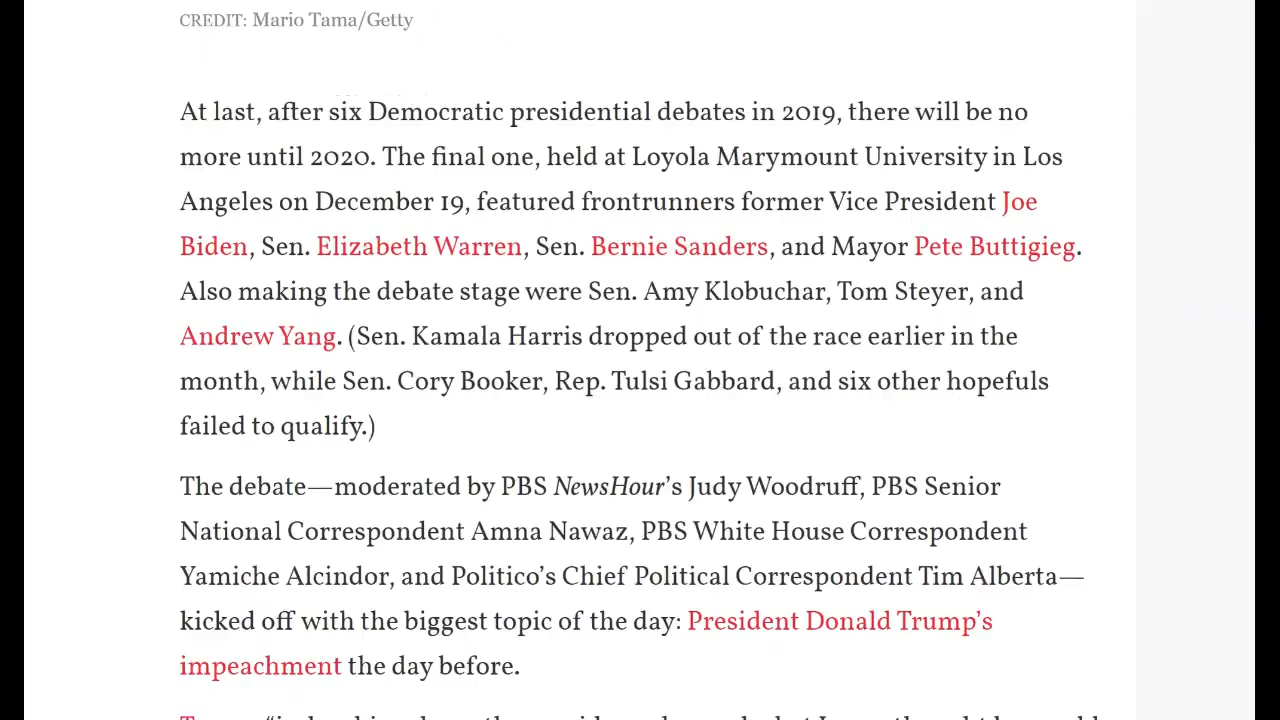 CREDIT: Mario Tama/Getty
At last, after six Democratic presidential debates in 2019, there will be no
more until 2020. The final one, held at Loyola Marymount University in Los
Angeles on December 19, featured frontrunners former Vice President Joe
Biden, Sen. Elizabeth Warren, Sen. Bernie Sanders, and Mayor Pete Buttigieg.
Also making the debate stage were Sen. Amy Klobuchar, Tom Steyer, and
Andrew Yang. (Sen. Kamala Harris dropped out of the race earlier in the
month, while Sen. Cory Booker, Rep. Tulsi Gabbard, and six other hopefuls
failed to qualify.)
The debate—moderated by PBS NewsHour’s Judy Woodruff, PBS Senior
National Correspondent Amna Nawaz, PBS White House Correspondent
Yamiche Alcindor, and Politico’s Chief Political Correspondent Tim Alberta—
kicked off with the biggest topic of the day: President Donald Trump’s
impeachment the day before.